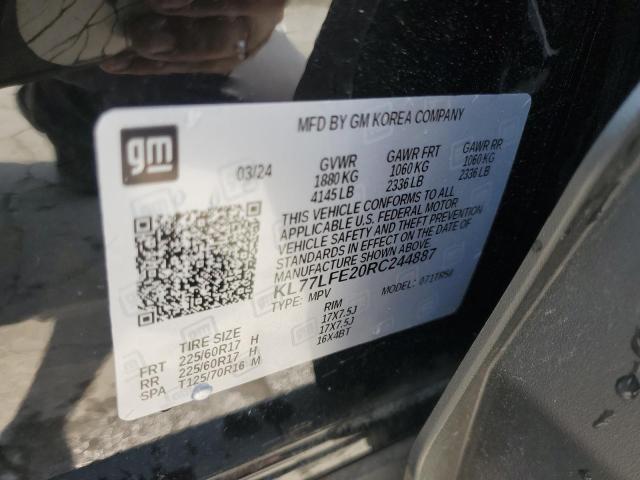 MFD BY GM KOREA COMPANY
gm
03/24
GVWR
1880 KG
4145 LB
GAWR FRT
1060 KG
2336 LB
GAWR RR
1060 KG
2336 LB
THIS VEHICLE CONFORMS TO ALL
APPLICABLE U.S. FEDERAL MOTOR
VEHICLE SAFETY AND THEFT PREVENTION
STANDARDS IN EFFECT ON THE DATE OF
MANUFACTURE SHOWN ABOVE.
KL77LFE20RC244887
TYPE: MPV
MODEL:
TIRE SIZE
RIM
FRT 225/60R17 H 17X7.5J
RR 225/60R17 H 17X7.5J
SPA T125/70R16 M 16X4BT